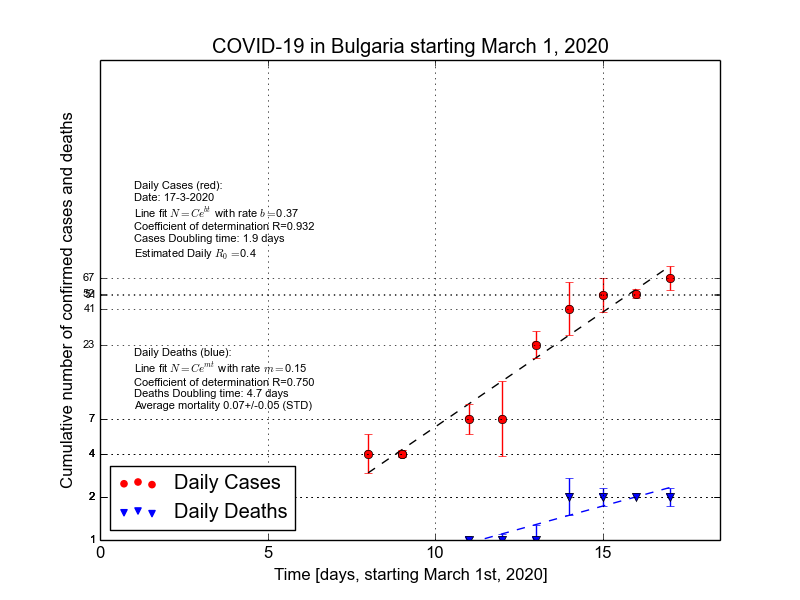 COVID-19 in Bulgaria starting March 1, 2020
Cumulative number of confirmed cases and deaths
Daily Cases (red):
Date: 17-3-2020
Line fit N=Ce^{bt} with rate b=0.37
Coefficient of determination R=0.932
Cases Doubling time: 1.9 days
Estimated Daily R_0=0.4
67
41
23
7
4
2
1
Daily Deaths (blue):
Line fit N=Ce^{mt} with rate m=0.15
Coefficient of determination R=0.750
Deaths Doubling time: 4.7 days
Average mortality 0.07+/-0.05 (STD)
Daily Cases
Daily Deaths
0 5 10 15
Time [days, starting March 1st, 2020]